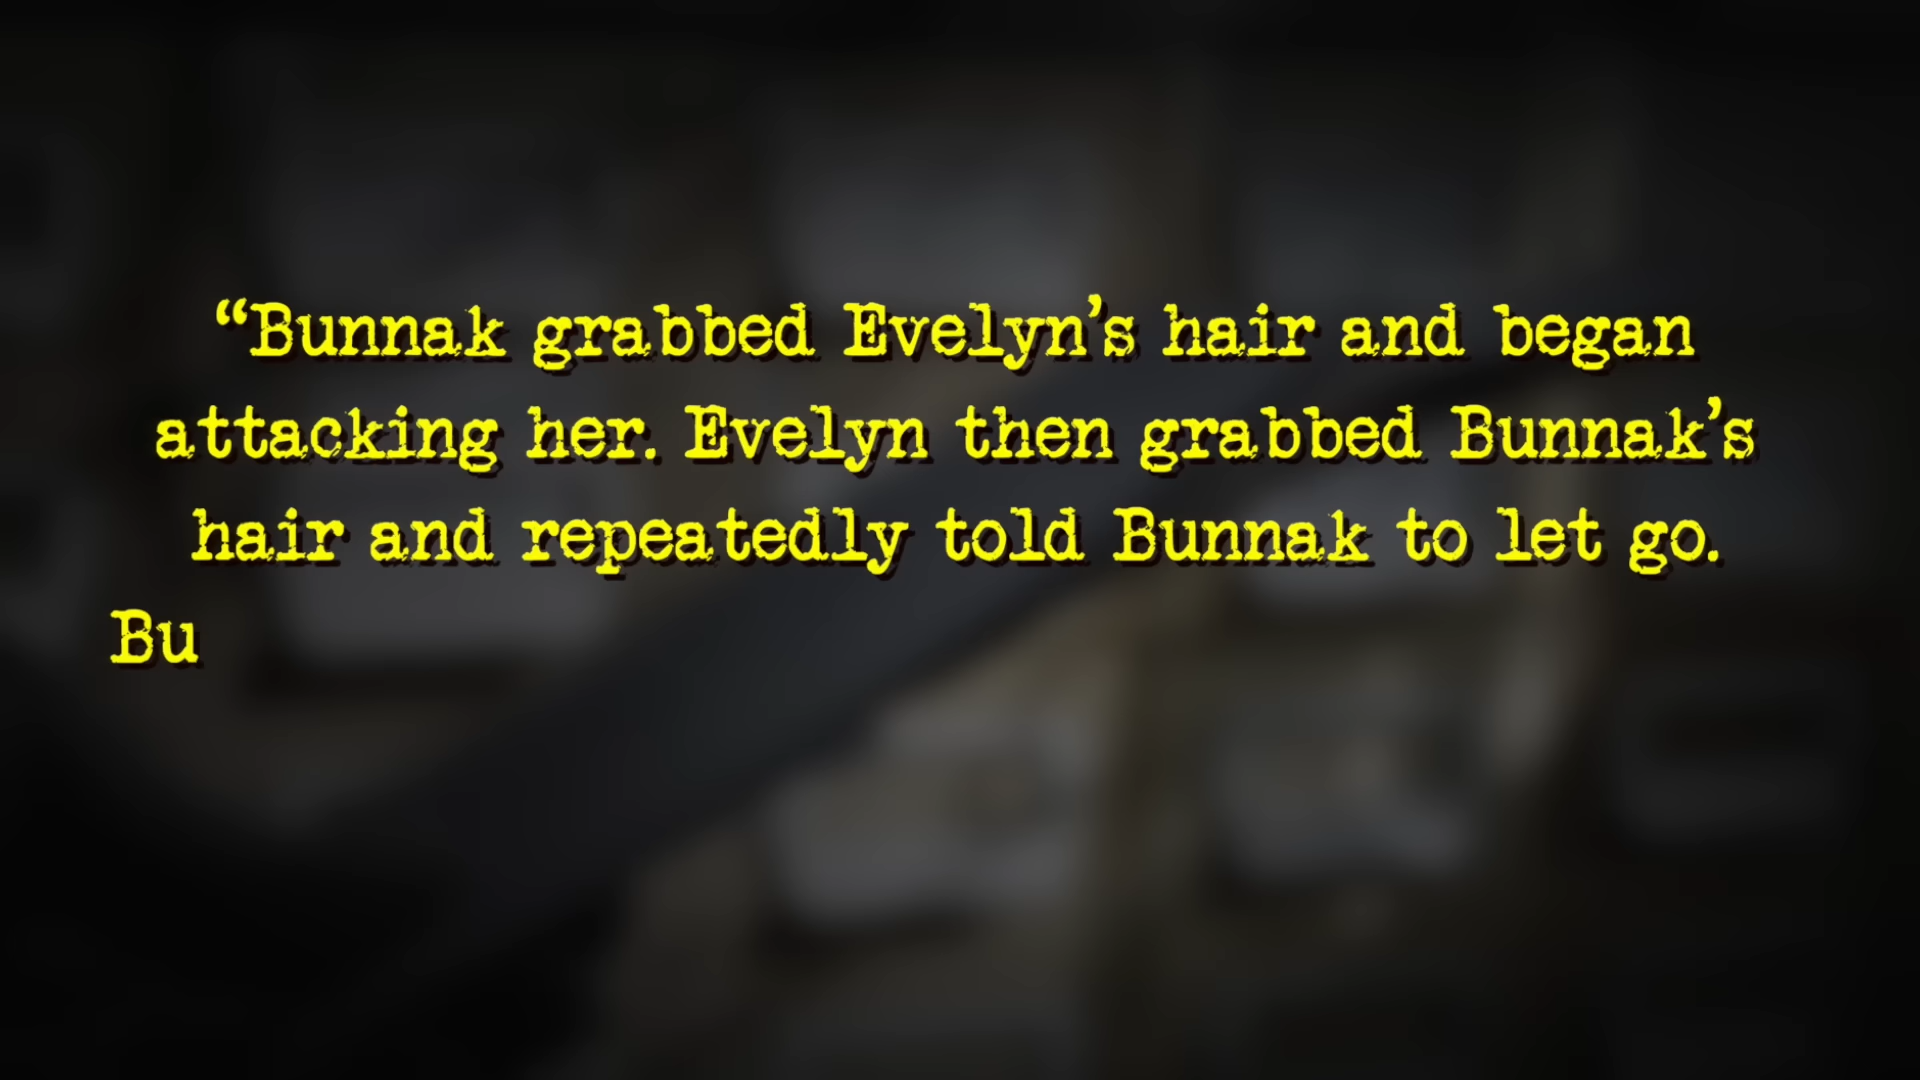 “Bunnak grabbed Evelyn’s hair and began
attacking her. Evelyn then grabbed Bunnak’s
hair and repeatedly told Bunnak to let go.
Bu